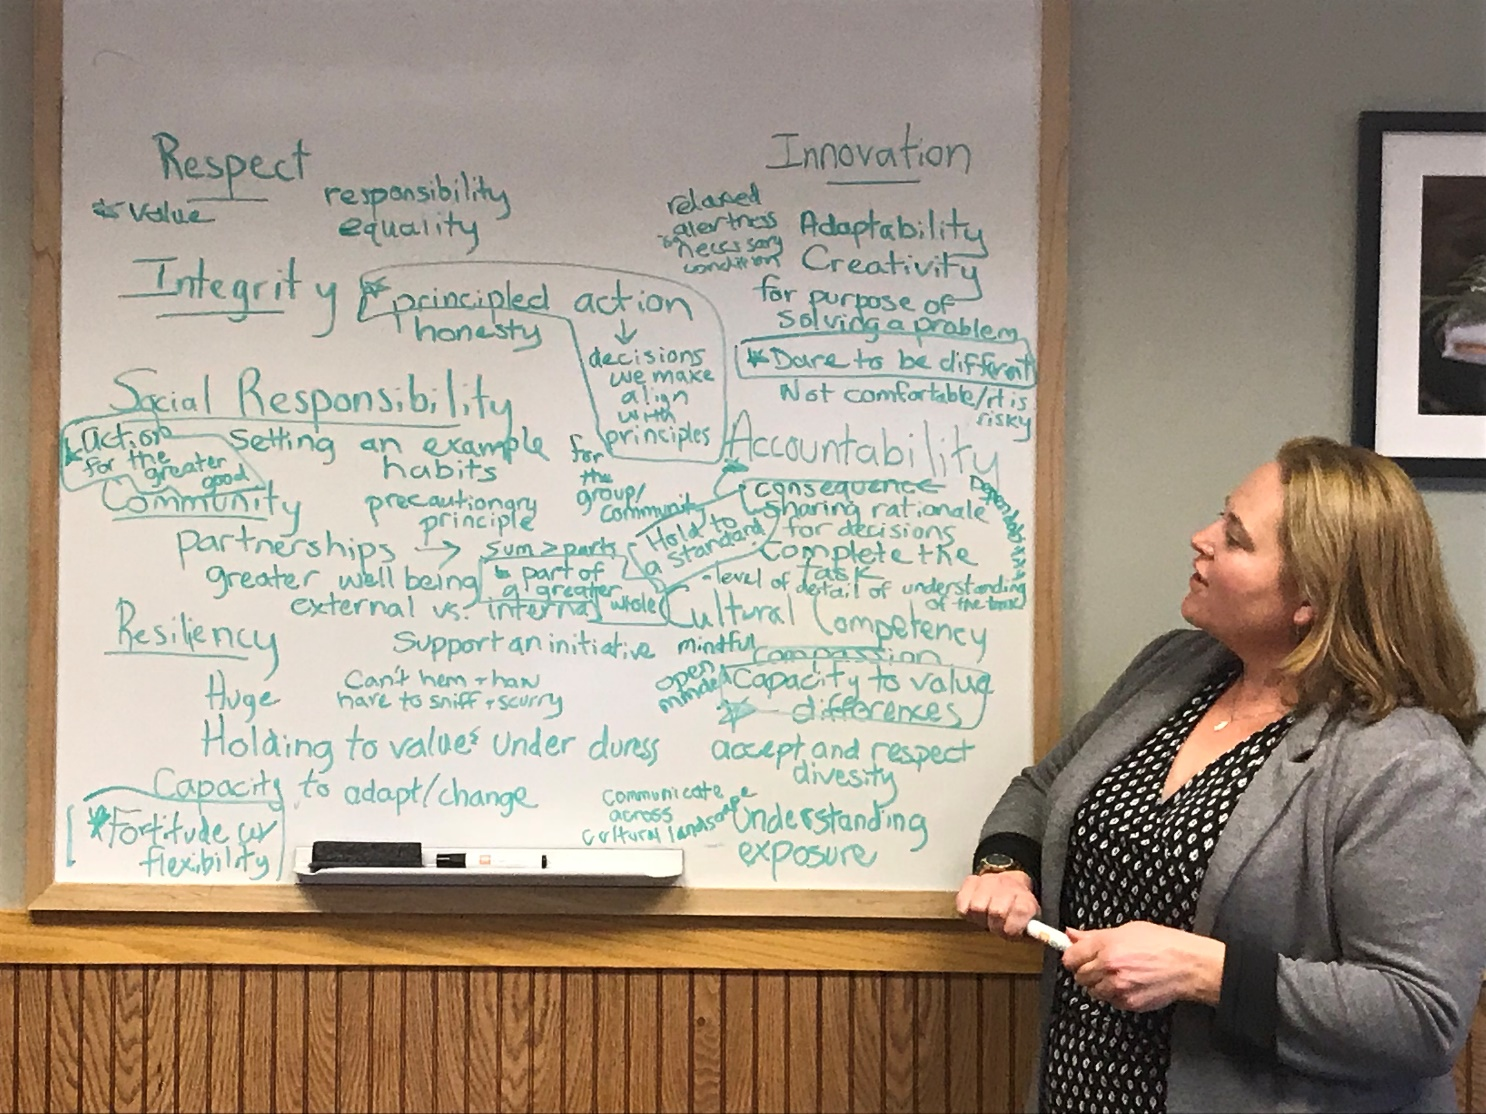 Respect
value
responsibility
equality
Integrity
principled action
honesty
decisions
we make
align
with
principles
Social Responsibility
Action
for the
greater
good
setting an example
habits
precautionary
principle
for
the
group/
community
Community
partnerships →
greater well being
external vs. internal
sum > parts
part of
a greater
whole
Resiliency
Support an initiative
Huge
Can't hem + haw
have to sniff + scurry
Holding to values under duress
Capacity to adapt/change
Fortitude w/
flexibility
Innovation
relaxed
alertness
necessary
condition
Adaptability
Creativity
for purpose of
solving a problem
Dare to be different
Not comfortable/it is
risky
Accountability
consequence
sharing rationale
for decisions
Hold to
a standard
Complete the
task
-level of detail of understanding
of the
Cultural Competency
mindful
compassion
open
minded
Capacity to value
differences
accept and respect
divesity
communicate
across
cultural landscape
Understanding
exposure